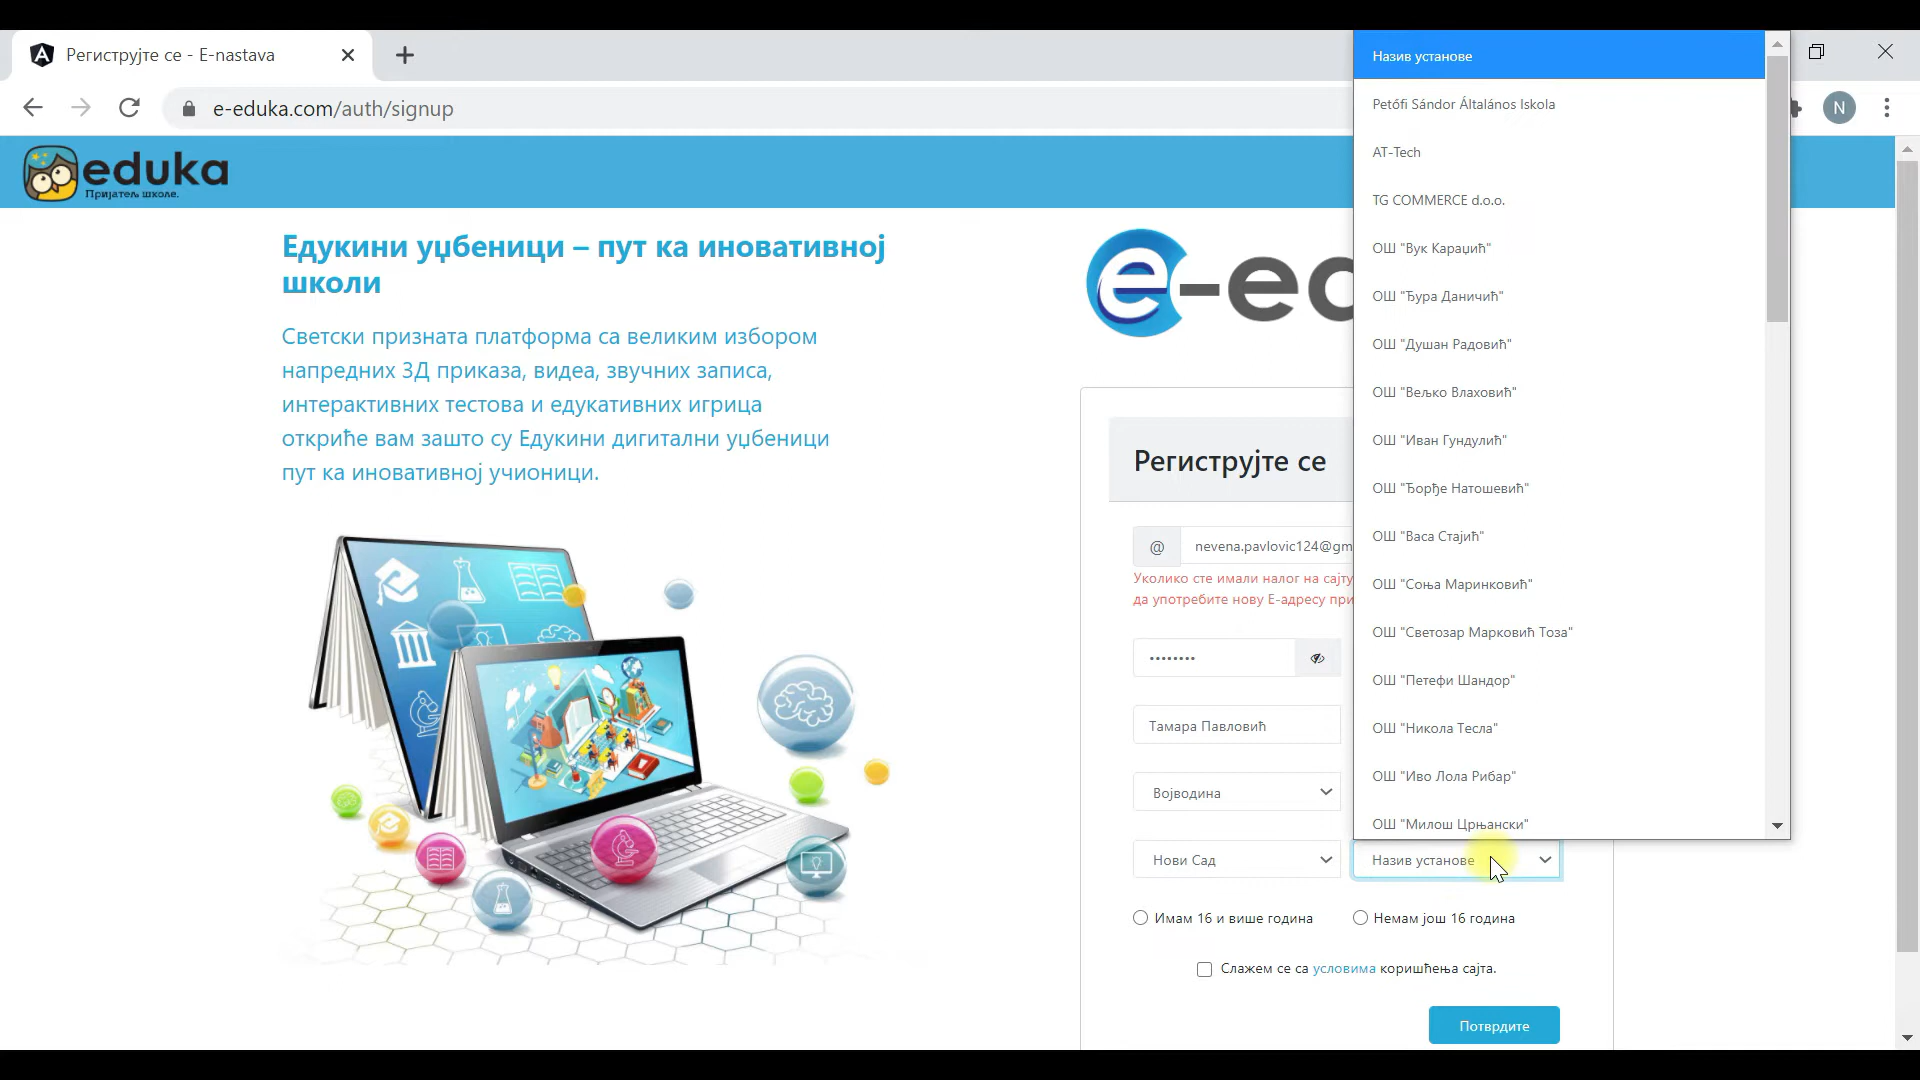 Региструјте се - E-nastava
e-eduka.com/auth/signup
N
eduka
Пријатељ школе.
Едукини уџбеници – пут ка иновативној
школи
Светски призната платформа са великим избором
напредних 3Д приказа, видеа, звучних записа,
интерактивних тестова и едукативних игрица
откриће вам зашто су Едукини дигитални уџбеници
пут ка иновативној учионици.
e-ed
Региструјте се
@ nevena.pavlovic124@gm
Уколико сте имали налог на сајту
да употребите нову Е-адресу при
••••••••
Тамара Павловић
Војводина
Нови Сад
Назив установе
Petőfi Sándor Általános Iskola
AT-Tech
TG COMMERCE d.o.o.
ОШ "Вук Караџић"
ОШ "Ђура Даничић"
ОШ "Душан Радовић"
ОШ "Вељко Влаховић"
ОШ "Иван Гундулић"
ОШ "Ђорђе Натошевић"
ОШ "Васа Стајић"
ОШ "Соња Маринковић"
ОШ "Светозар Марковић Тоза"
ОШ "Петефи Шандор"
ОШ "Никола Тесла"
ОШ "Иво Лола Рибар"
ОШ "Милош Црњански"
Назив установе
Имам 16 и више година
Немам још 16 година
Слажем се са условима коришћења сајта.
Потврдите